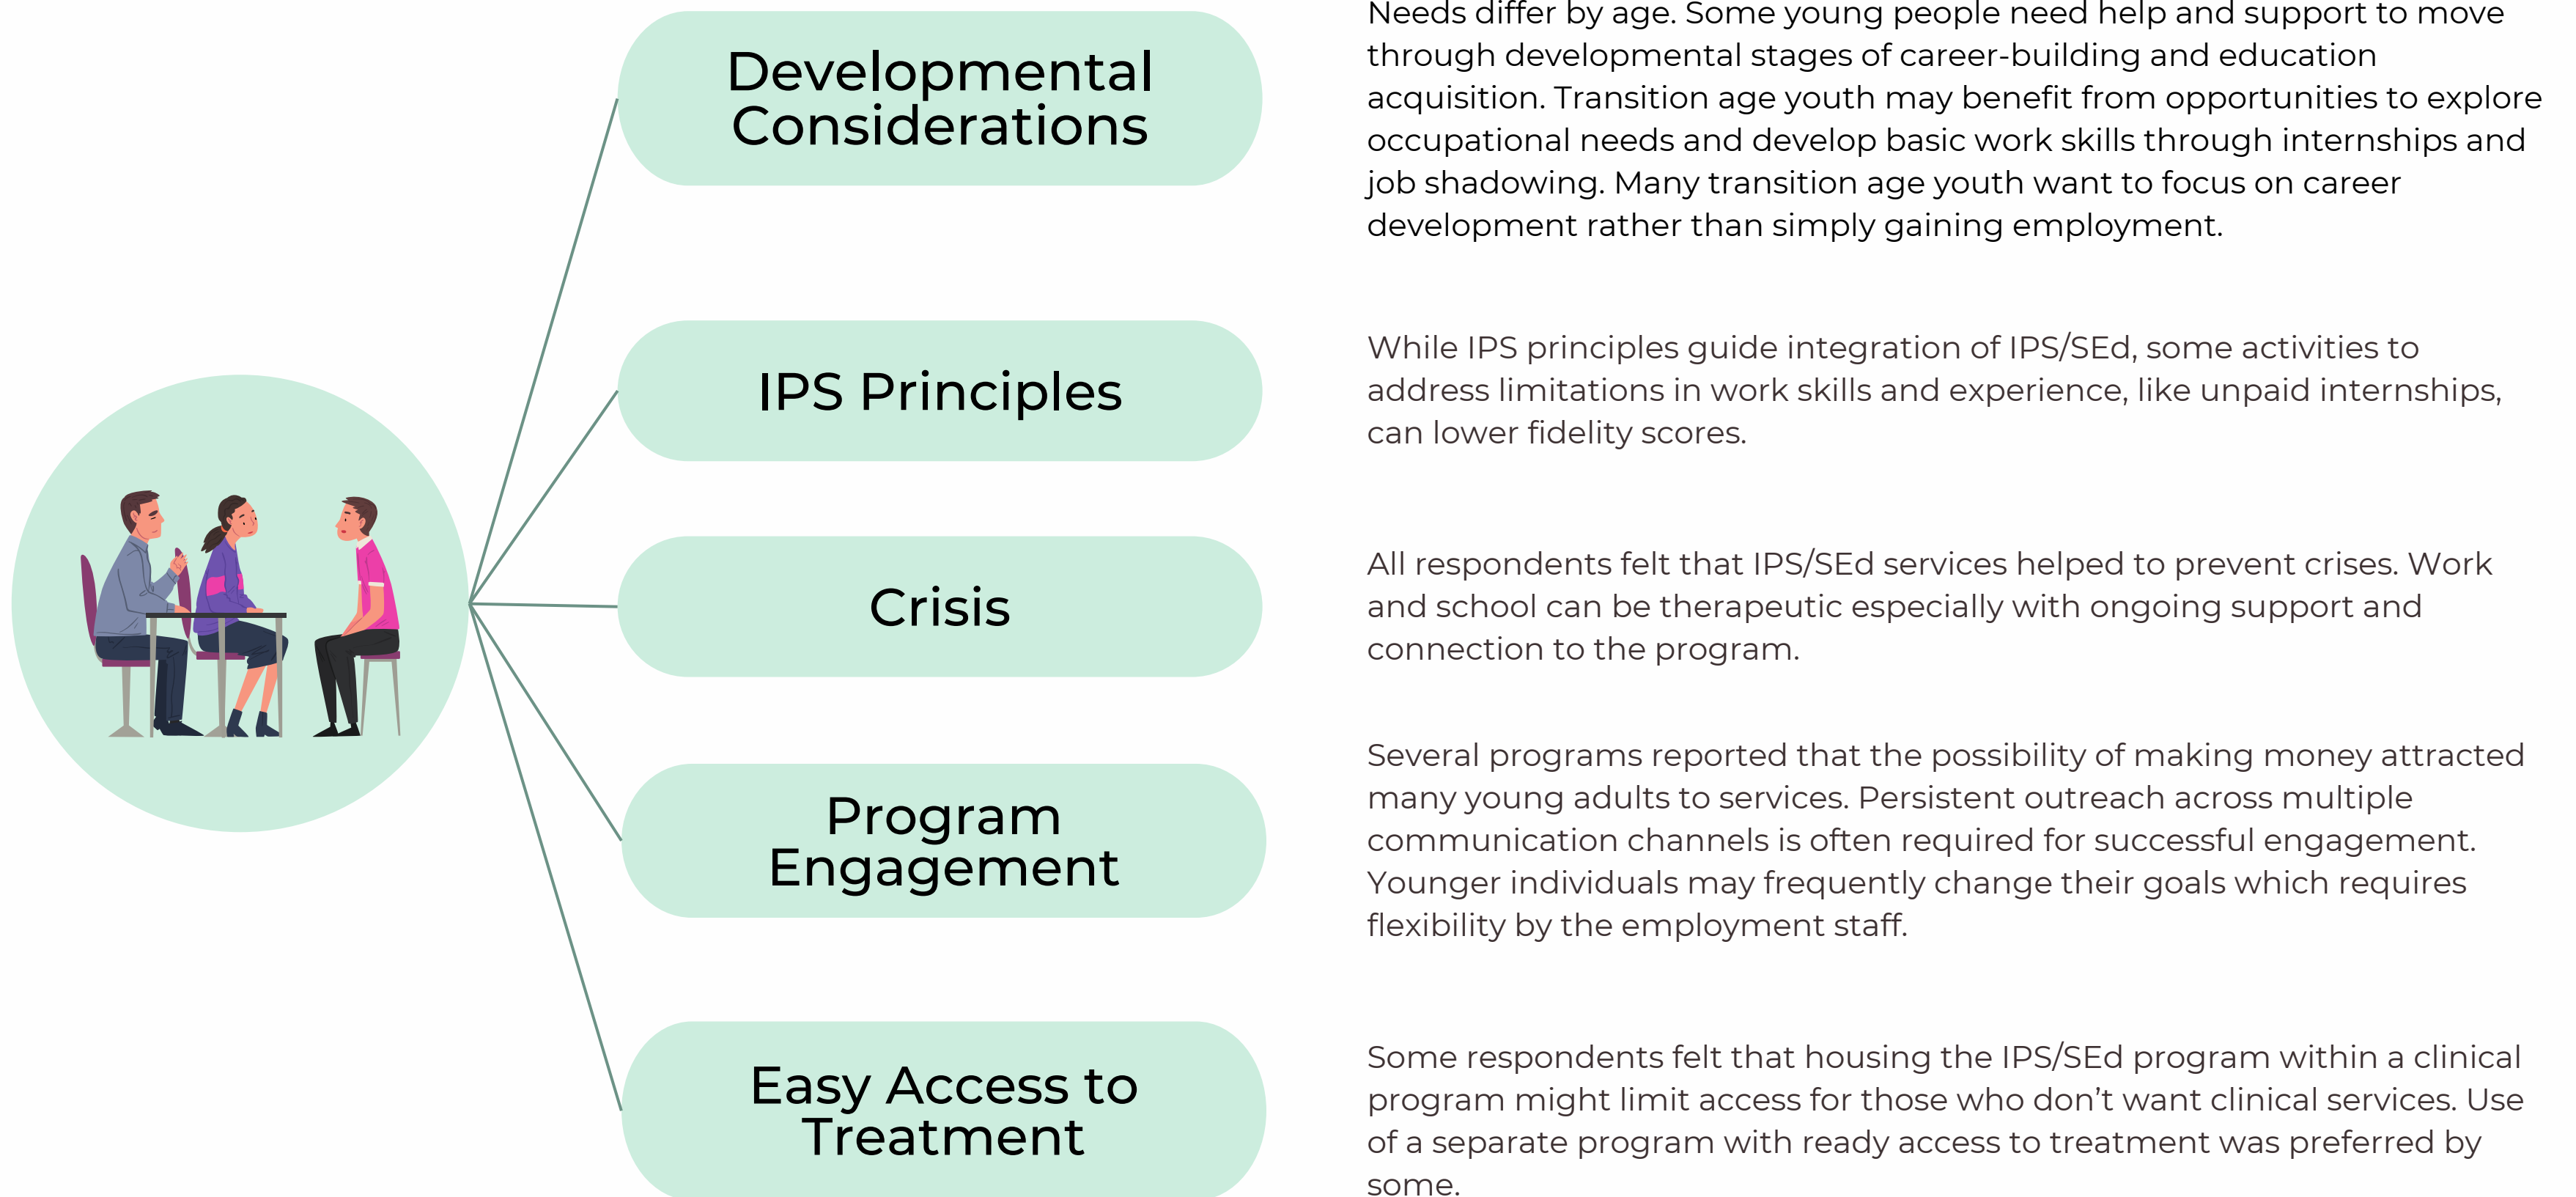 Developmental
Considerations
Needs differ by age. Some young people need help and support to move
through developmental stages of career-building and education
acquisition. Transition age youth may benefit from opportunities to explore
occupational needs and develop basic work skills through internships and
job shadowing. Many transition age youth want to focus on career
development rather than simply gaining employment.
IPS Principles
While IPS principles guide integration of IPS/SEd, some activities to
address limitations in work skills and experience, like unpaid internships,
can lower fidelity scores.
Crisis
All respondents felt that IPS/SEd services helped to prevent crises. Work
and school can be therapeutic especially with ongoing support and
connection to the program.
Program
Engagement
Several programs reported that the possibility of making money attracted
many young adults to services. Persistent outreach across multiple
communication channels is often required for successful engagement.
Younger individuals may frequently change their goals which requires
flexibility by the employment staff.
Easy Access to
Treatment
Some respondents felt that housing the IPS/SEd program within a clinical
program might limit access for those who don’t want clinical services. Use
of a separate program with ready access to treatment was preferred by
some.